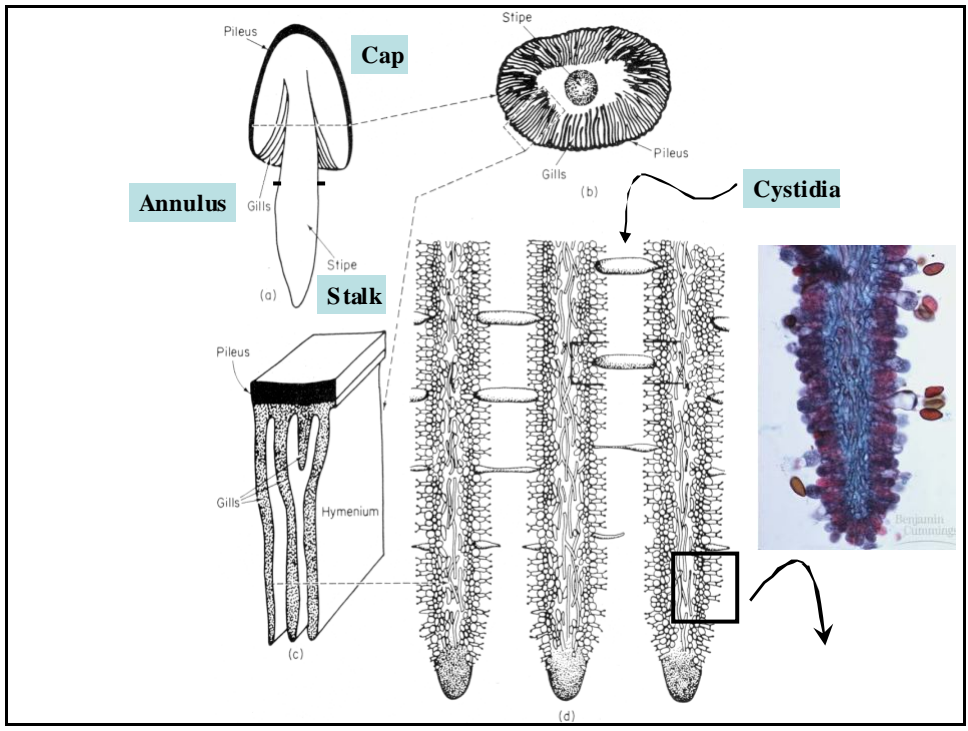 Pileus
Cap
Stipe
Pileus
Gills
(b)
Annulus
Gills
Stipe
(a)
Stalk
Cystidia
Pileus
Gills
Hymenium
(c)
(d)
Benjamin
Cummings